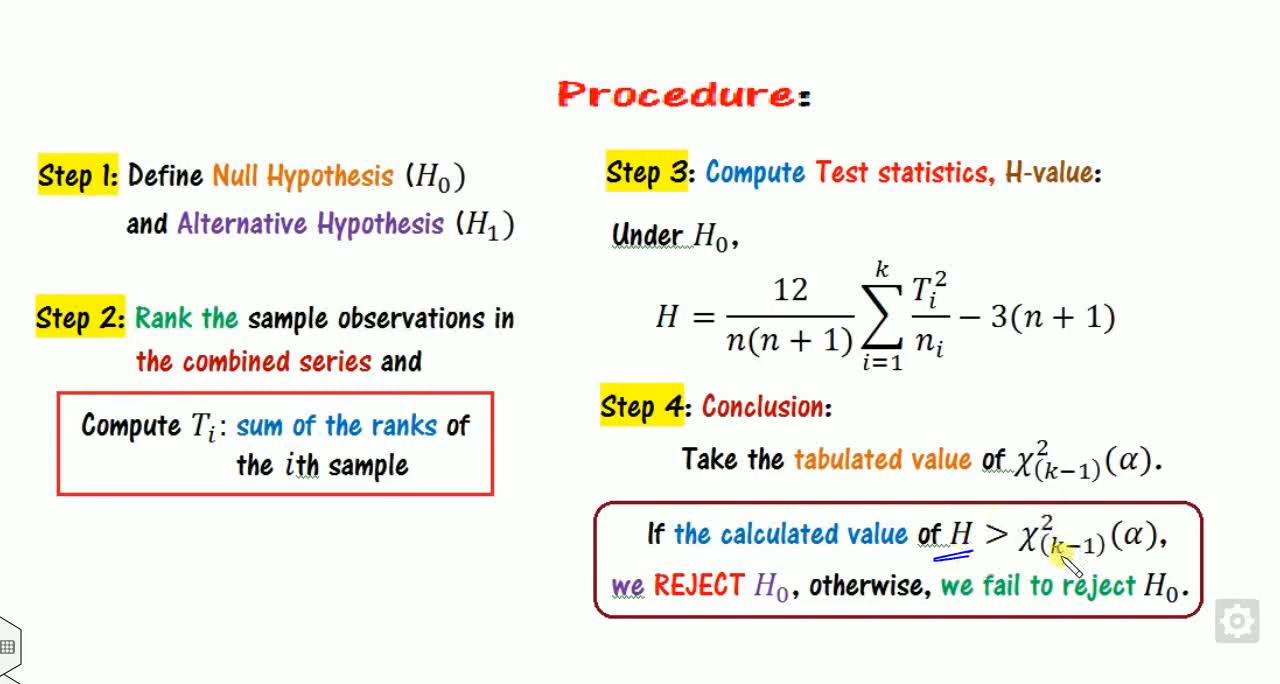 Procedure:
Step 1: Define Null Hypothesis (H₀)
and Alternative Hypothesis (H₁)
Step 2: Rank the sample observations in
the combined series and
Compute Tᵢ: sum of the ranks of
the ith sample
Step 3: Compute Test statistics, H-value:
Under H₀,
H = 12/(n(n + 1)) ∑_{i=1}^{k} Tᵢ²/nᵢ − 3(n + 1)
Step 4: Conclusion:
Take the tabulated value of χ²₍ₖ₋₁₎(α).
If the calculated value of H > χ²₍ₖ₋₁₎(α),
we REJECT H₀, otherwise, we fail to reject H₀.